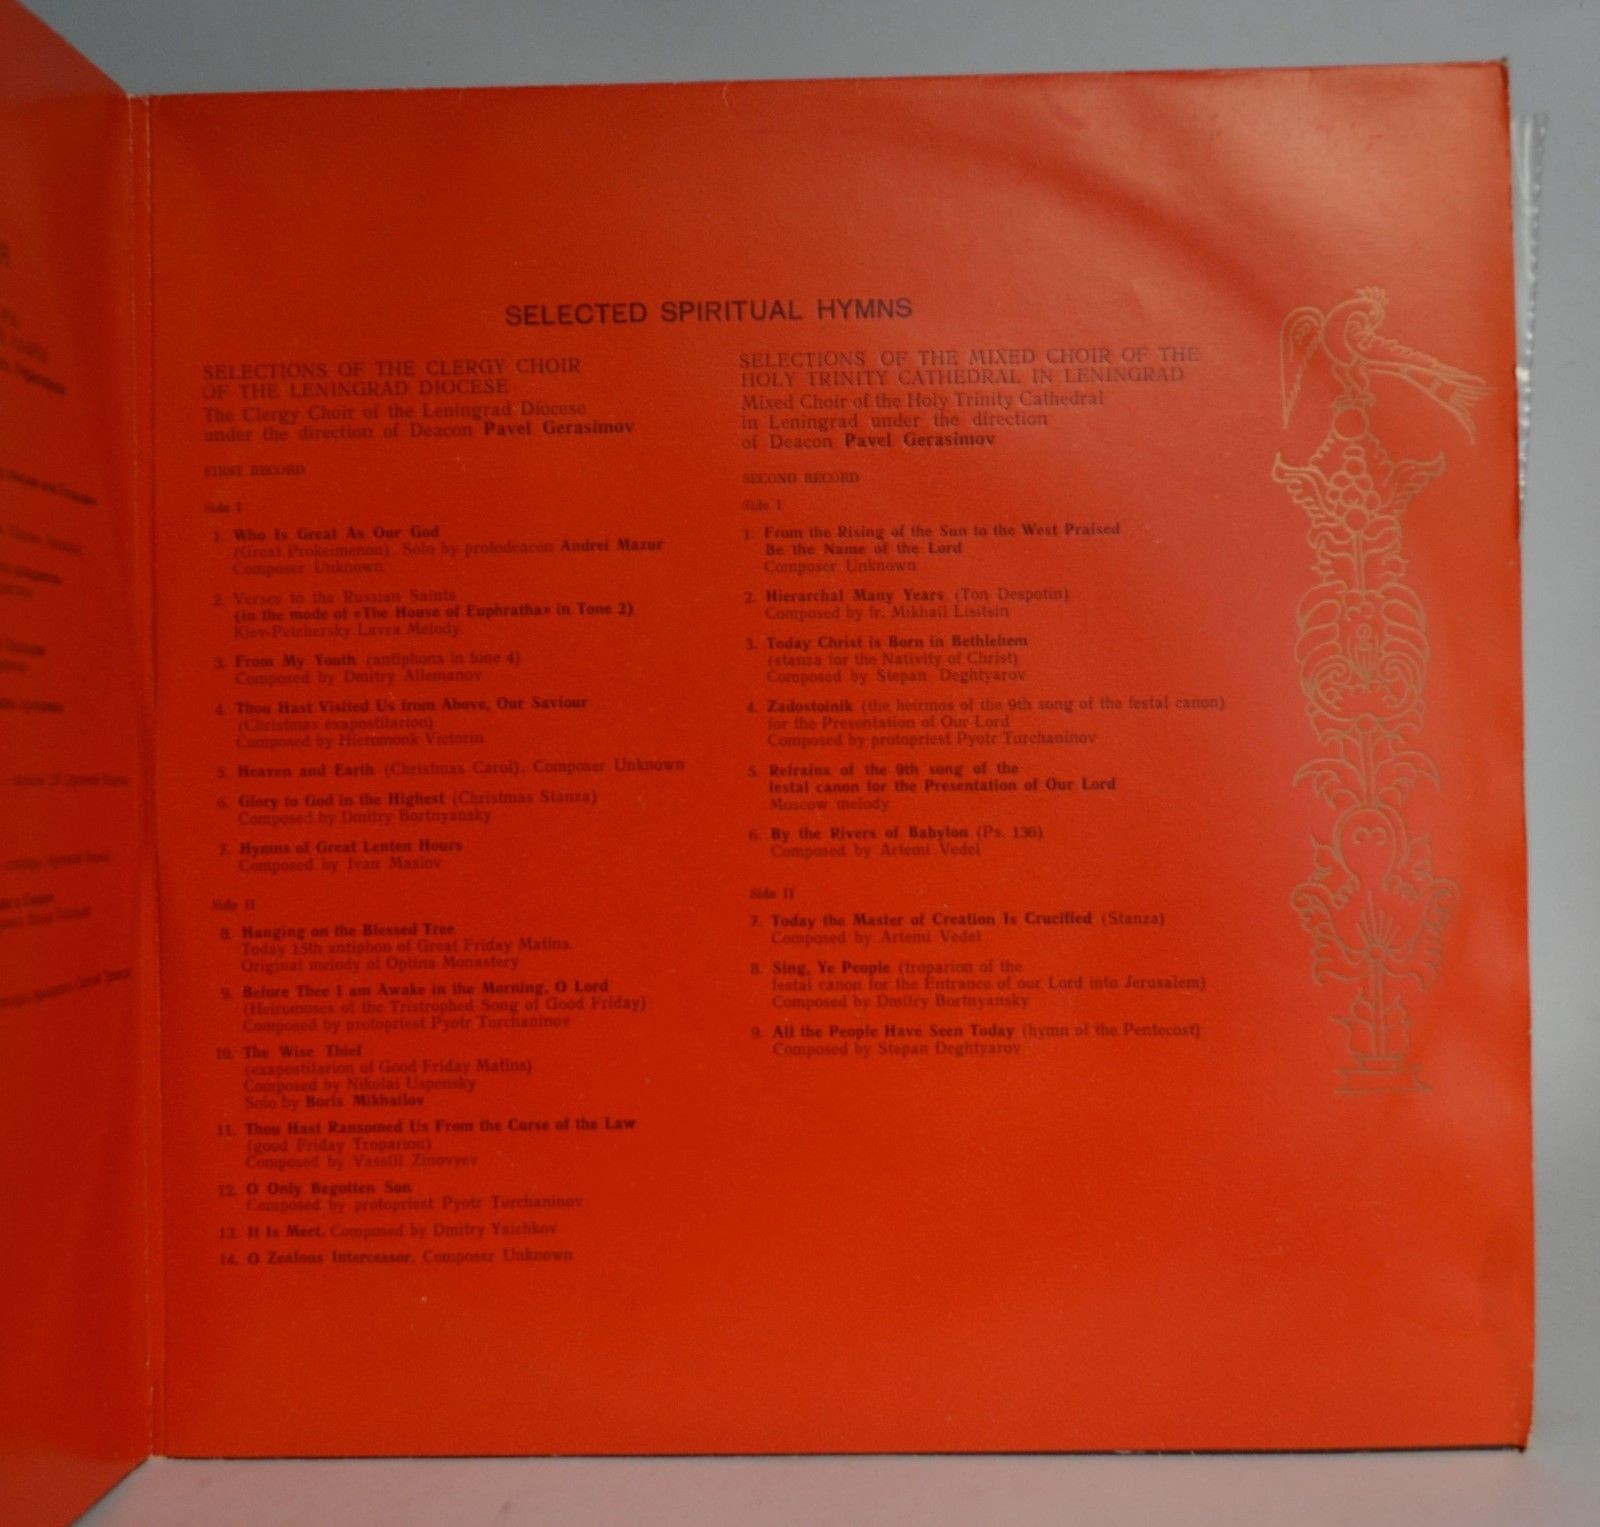 SELECTED SPIRITUAL HYMNS
SELECTIONS OF THE CLERGY CHOIR
OF THE LENINGRAD DIOCESE
The Clergy Choir of the Leningrad Diocese
under the direction of Deacon Pavel Gerasimov
FIRST RECORD
Side I
1. Who Is Great As Our God
(Great Prokeimenon). Solo by protodeacon Andrei Mazur
Composer Unknown
2. Verses to the Russian Saints
(in the mode of «The House of Euphratha» in Tone 2)
Kiev-Petchersky Lavra Melody
3. From My Youth (antiphons in tone 4)
Composed by Dmitry Allemanov
4. Thou Hast Visited Us from Above, Our Saviour
(Christmas exapostilarion)
Composed by Hieromonk Victorin
5. Heaven and Earth (Christmas Carol). Composer Unknown
6. Glory to God in the Highest (Christmas Stanza)
Composed by Dmitry Bortnyansky
7. Hymns of Great Lenten Hours
Composed by Ivan Maslov
Side II
8. Hanging on the Blessed Tree
Today 15th antiphon of Great Friday Matins.
Original melody of Optina Monastery
9. Before Thee I am Awake in the Morning, O Lord
(Heirumoses of the Tristrophed Song of Good Friday)
Composed by protopriest Pyotr Turchaninov
10. The Wise Thief
(exapostilarion of Good Friday Matins)
Composed by Nikolai Uspensky
Solo by Boris Mikhailov
11. Thou Hast Ransomed Us From the Curse of the Law
(good Friday Troparion)
Composed by Vassili Zinovyev
12. O Only Begotten Son
Composed by protopriest Pyotr Turchaninov
13. It Is Meet. Composed by Dmitry Yaichkov
14. O Zealous Intercessor. Composer Unknown
SELECTIONS OF THE MIXED CHOIR OF THE
HOLY TRINITY CATHEDRAL IN LENINGRAD
Mixed Choir of the Holy Trinity Cathedral
in Leningrad under the direction
of Deacon Pavel Gerasimov
SECOND RECORD
Side I
1. From the Rising of the Sun to the West Praised
Be the Name of the Lord
Composer Unknown
2. Hierarchal Many Years (Ton Despotin)
Composed by fr. Mikhail Lisitsin
3. Today Christ is Born in Bethlehem
(stanza for the Nativity of Christ)
Composed by Stepan Deghtyarov
4. Zadostoinik (the heirmos of the 9th song of the festal canon)
for the Presentation of Our Lord
Composed by protopriest Pyotr Turchaninov
5. Refrains of the 9th song of the
festal canon for the Presentation of Our Lord
Moscow melody
6. By the Rivers of Babylon (Ps. 136)
Composed by Artemi Vedel
Side II
7. Today the Master of Creation Is Crucified (Stanza)
Composed by Artemi Vedel
8. Sing, Ye People (troparion of the
festal canon for the Entrance of our Lord into Jerusalem)
Composed by Dmitry Bortnyansky
9. All the People Have Seen Today (hymn of the Pentecost)
Composed by Stepan Deghtyarov